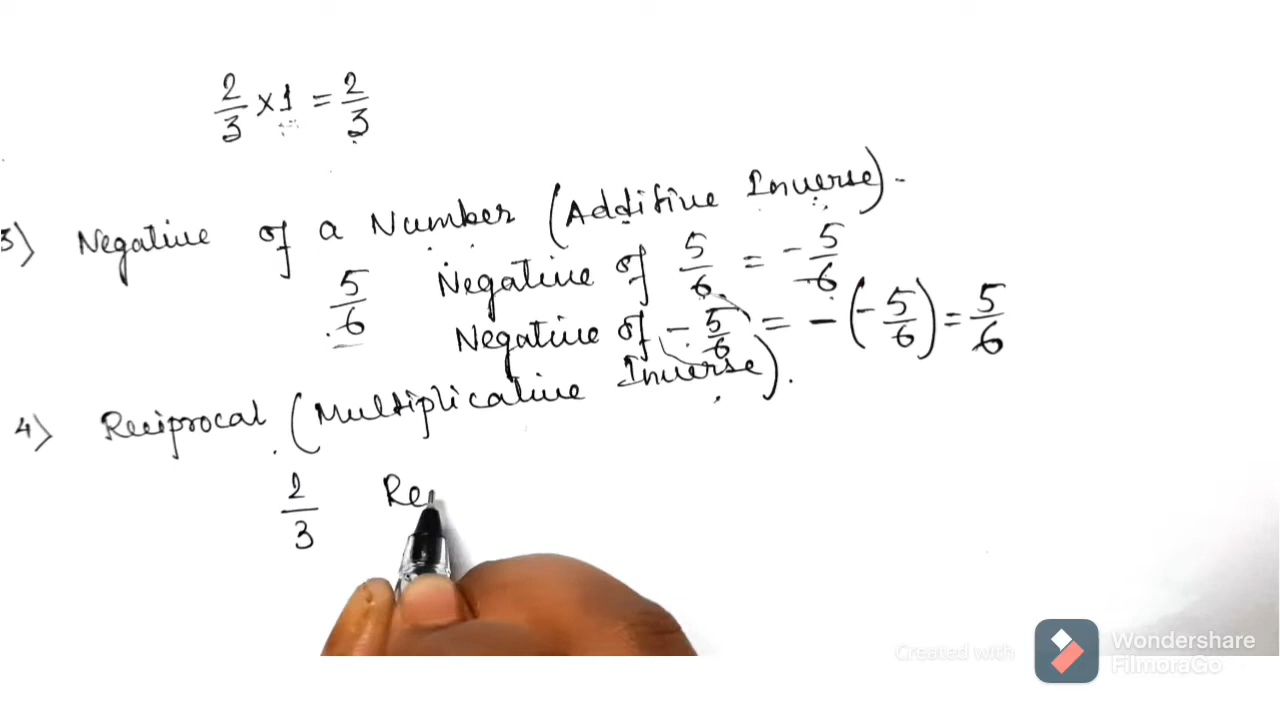 2/3 × 1 = 2/3
3) Negative of a Number (Additive Inverse).
5/6 Negative of 5/6 = - 5/6
Negative of - 5/6 = - (- 5/6) = 5/6
4) Reciprocal (Multiplicative Inverse).
2/3 Re
Created with Wondershare FilmoraGo